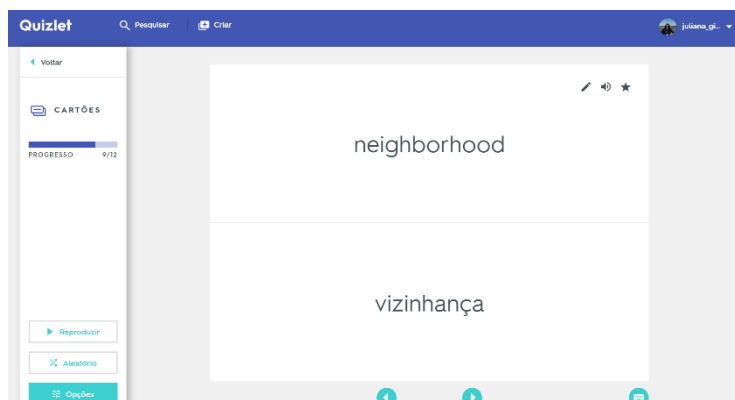 Quizlet
Pesquisar
Criar
juliana_gi...
Voltar
CARTÕES
PROGRESSO 9/12
neighborhood
vizinhança
Reproduzir
Aleatório
Opções